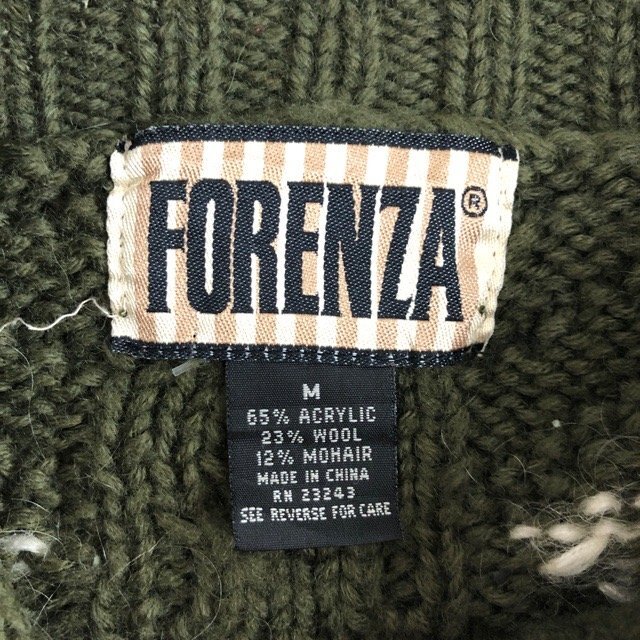 FORENZA®
M
65% ACRYLIC
23% WOOL
12% MOHAIR
MADE IN CHINA
RN 23243
SEE REVERSE FOR CARE